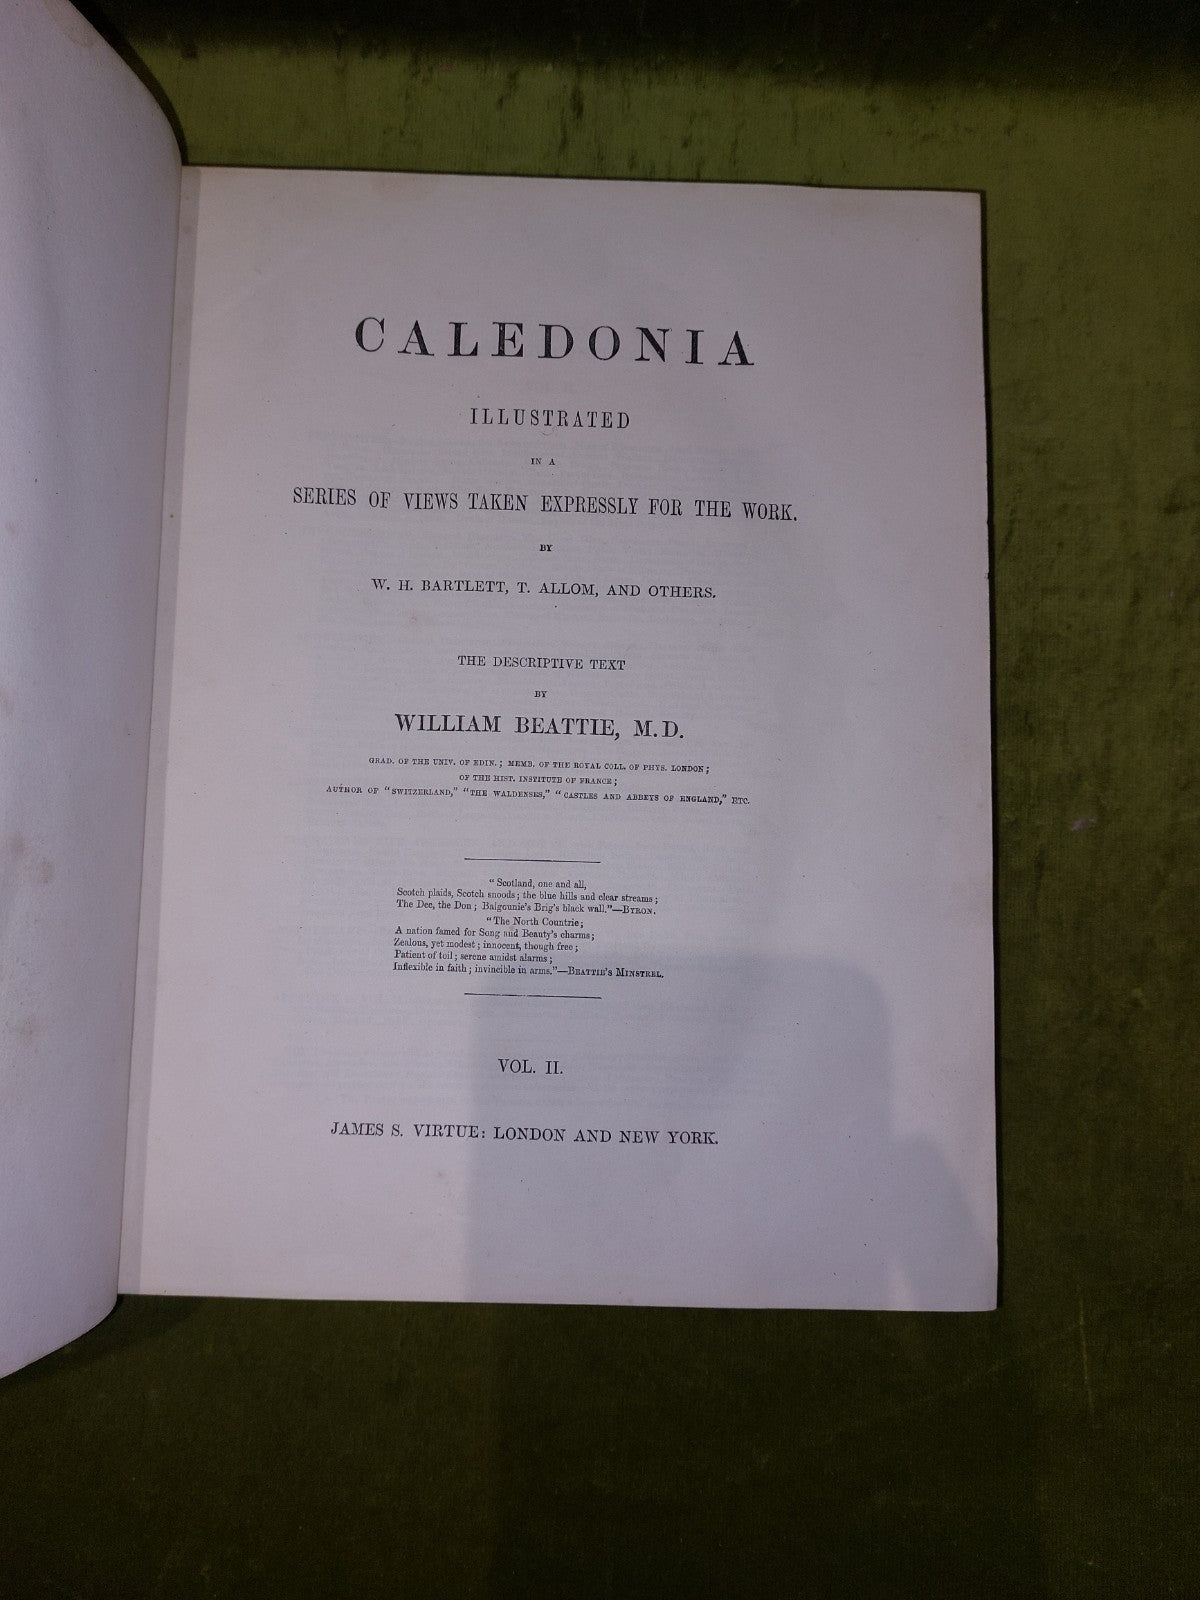 CALEDONIA
ILLUSTRATED
IN A
SERIES OF VIEWS TAKEN EXPRESSLY FOR THE WORK.
BY
W. H. BARTLETT, T. ALLOM, AND OTHERS.
THE DESCRIPTIVE TEXT
BY
WILLIAM BEATTIE, M.D.
GRAD. OF THE UNIV. OF EDIN.; MEMB. OF THE ROYAL COLL. OF PHYS. LONDON;
OF THE HIST. INSTITUTE OF FRANCE;
AUTHOR OF "SWITZERLAND," "THE WALDENSES," "CASTLES AND ABBEYS OF ENGLAND," ETC.
"Scotland, one and all,
Scotch plaids, Scotch snoods; the blue hills and clear streams;
The Dee, the Don; Balgounie's Brig's black wall."—BYRON.
"The North Countrie;
A nation famed for Song and Beauty's charms;
Zealous, yet modest; innocent, though free;
Patient of toil; serene amidst alarms;
Inflexible in faith; invincible in arms."—BEATTIE'S MINSTREL.
VOL. II.
JAMES S. VIRTUE: LONDON AND NEW YORK.